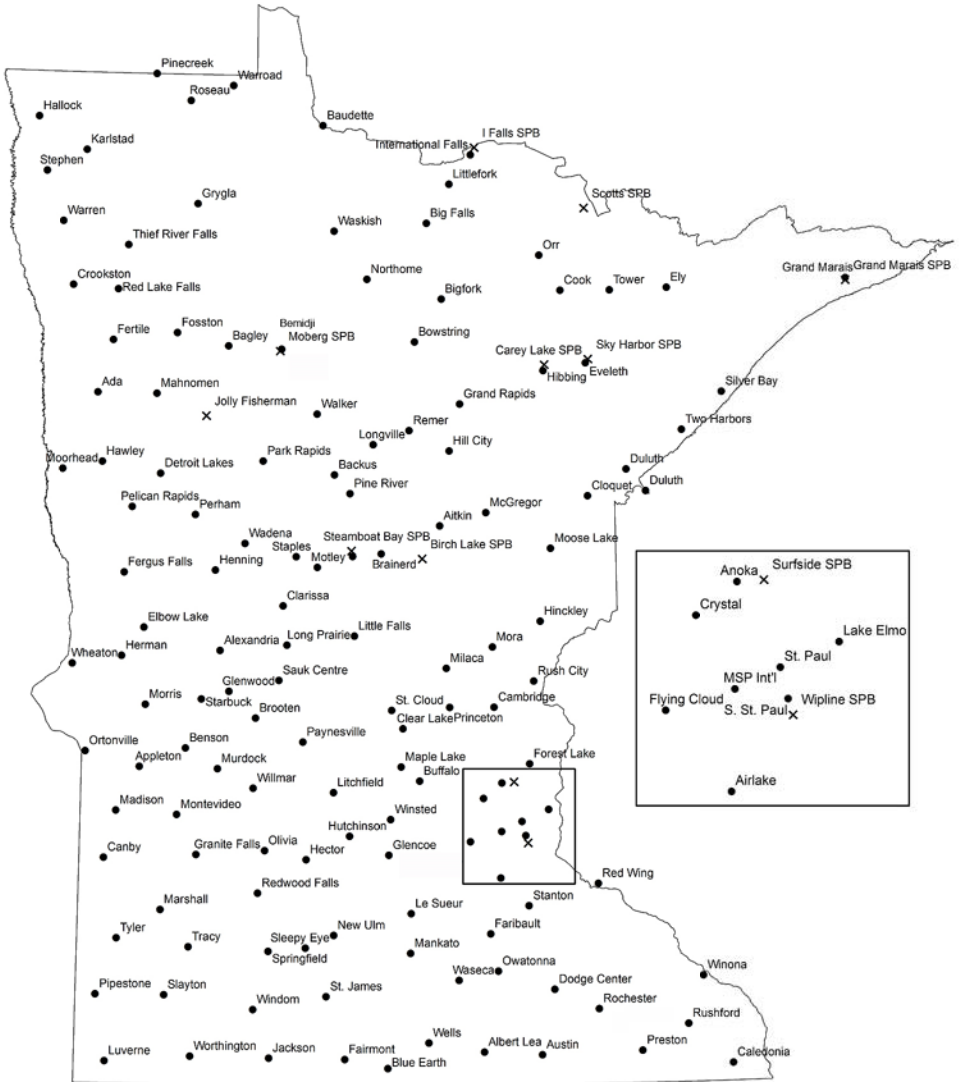 Pinecreek
Warroad
Roseau
Hallock
Baudette
I Falls SPB
International Falls
Karlstad
Stephen
Littlefork
Scotts SPB
Grygla
Warren
Big Falls
Waskish
Thief River Falls
Orr
Grand Marais
Grand Marais SPB
Northome
Crookston
Red Lake Falls
Cook
Tower
Ely
Bigfork
Bemidji
Fosston
Fertile
Bagley
Moberg SPB
Bowstring
Sky Harbor SPB
Carey Lake SPB
Hibbing
Eveleth
Ada
Mahnomen
Silver Bay
Jolly Fisherman
Walker
Grand Rapids
Remer
Two Harbors
Longville
Hill City
Hawley
Park Rapids
Moorhead
Detroit Lakes
Backus
Duluth
Pine River
Cloquet
Duluth
Pelican Rapids
Perham
McGregor
Aitkin
Wadena
Steamboat Bay SPB
Staples
Birch Lake SPB
Motley
Brainerd
Moose Lake
Fergus Falls
Henning
Anoka
Surfside SPB
Clarissa
Crystal
Hinckley
Elbow Lake
Little Falls
Lake Elmo
Alexandria
Long Prairie
Mora
Herman
Wheaton
St. Paul
Milaca
Sauk Centre
Rush City
MSP Int'l
Glenwood
Morris
Starbuck
St. Cloud
Cambridge
Flying Cloud
Wipline SPB
S. St. Paul
Brooten
Clear Lake
Princeton
Paynesville
Ortonville
Benson
Appleton
Murdock
Maple Lake
Forest Lake
Buffalo
Willmar
Litchfield
Airlake
Madison
Montevideo
Winsted
Hutchinson
Canby
Granite Falls
Olivia
Hector
Glencoe
Red Wing
Redwood Falls
Marshall
Le Sueur
Stanton
Tyler
Tracy
Sleepy Eye
New Ulm
Faribault
Springfield
Mankato
Waseca
Owatonna
Winona
Pipestone
Slayton
St. James
Dodge Center
Windom
Rochester
Rushford
Wells
Luverne
Worthington
Jackson
Fairmont
Albert Lea
Austin
Preston
Caledonia
Blue Earth